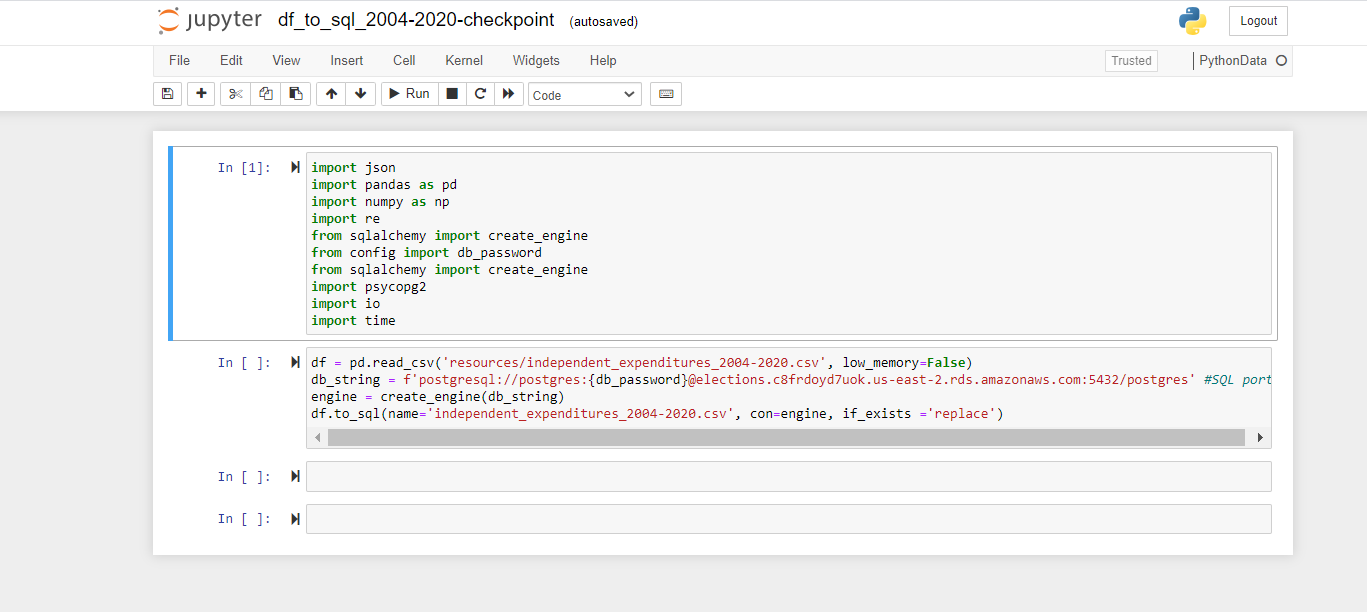 jupyter df_to_sql_2004-2020-checkpoint (autosaved) Logout
File Edit View Insert Cell Kernel Widgets Help Trusted PythonData
Run Code
In [1]:
import json
import pandas as pd
import numpy as np
import re
from sqlalchemy import create_engine
from config import db_password
from sqlalchemy import create_engine
import psycopg2
import io
import time
In [ ]:
df = pd.read_csv('resources/independent_expenditures_2004-2020.csv', low_memory=False)
db_string = f'postgresql://postgres:{db_password}@elections.c8frdoyd7uok.us-east-2.rds.amazonaws.com:5432/postgres' #SQL port
engine = create_engine(db_string)
df.to_sql(name='independent_expenditures_2004-2020.csv', con=engine, if_exists ='replace')
In [ ]:
In [ ]: